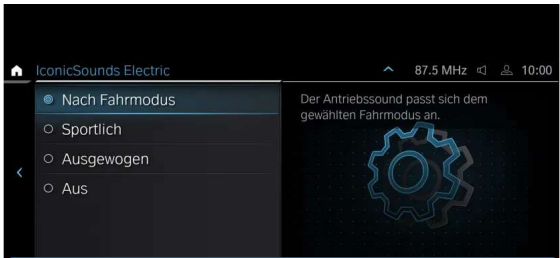 IconicSounds Electric
87.5 MHz
10:00
Nach Fahrmodus
Sportlich
Ausgewogen
Aus
Der Antriebssound passt sich dem
gewählten Fahrmodus an.